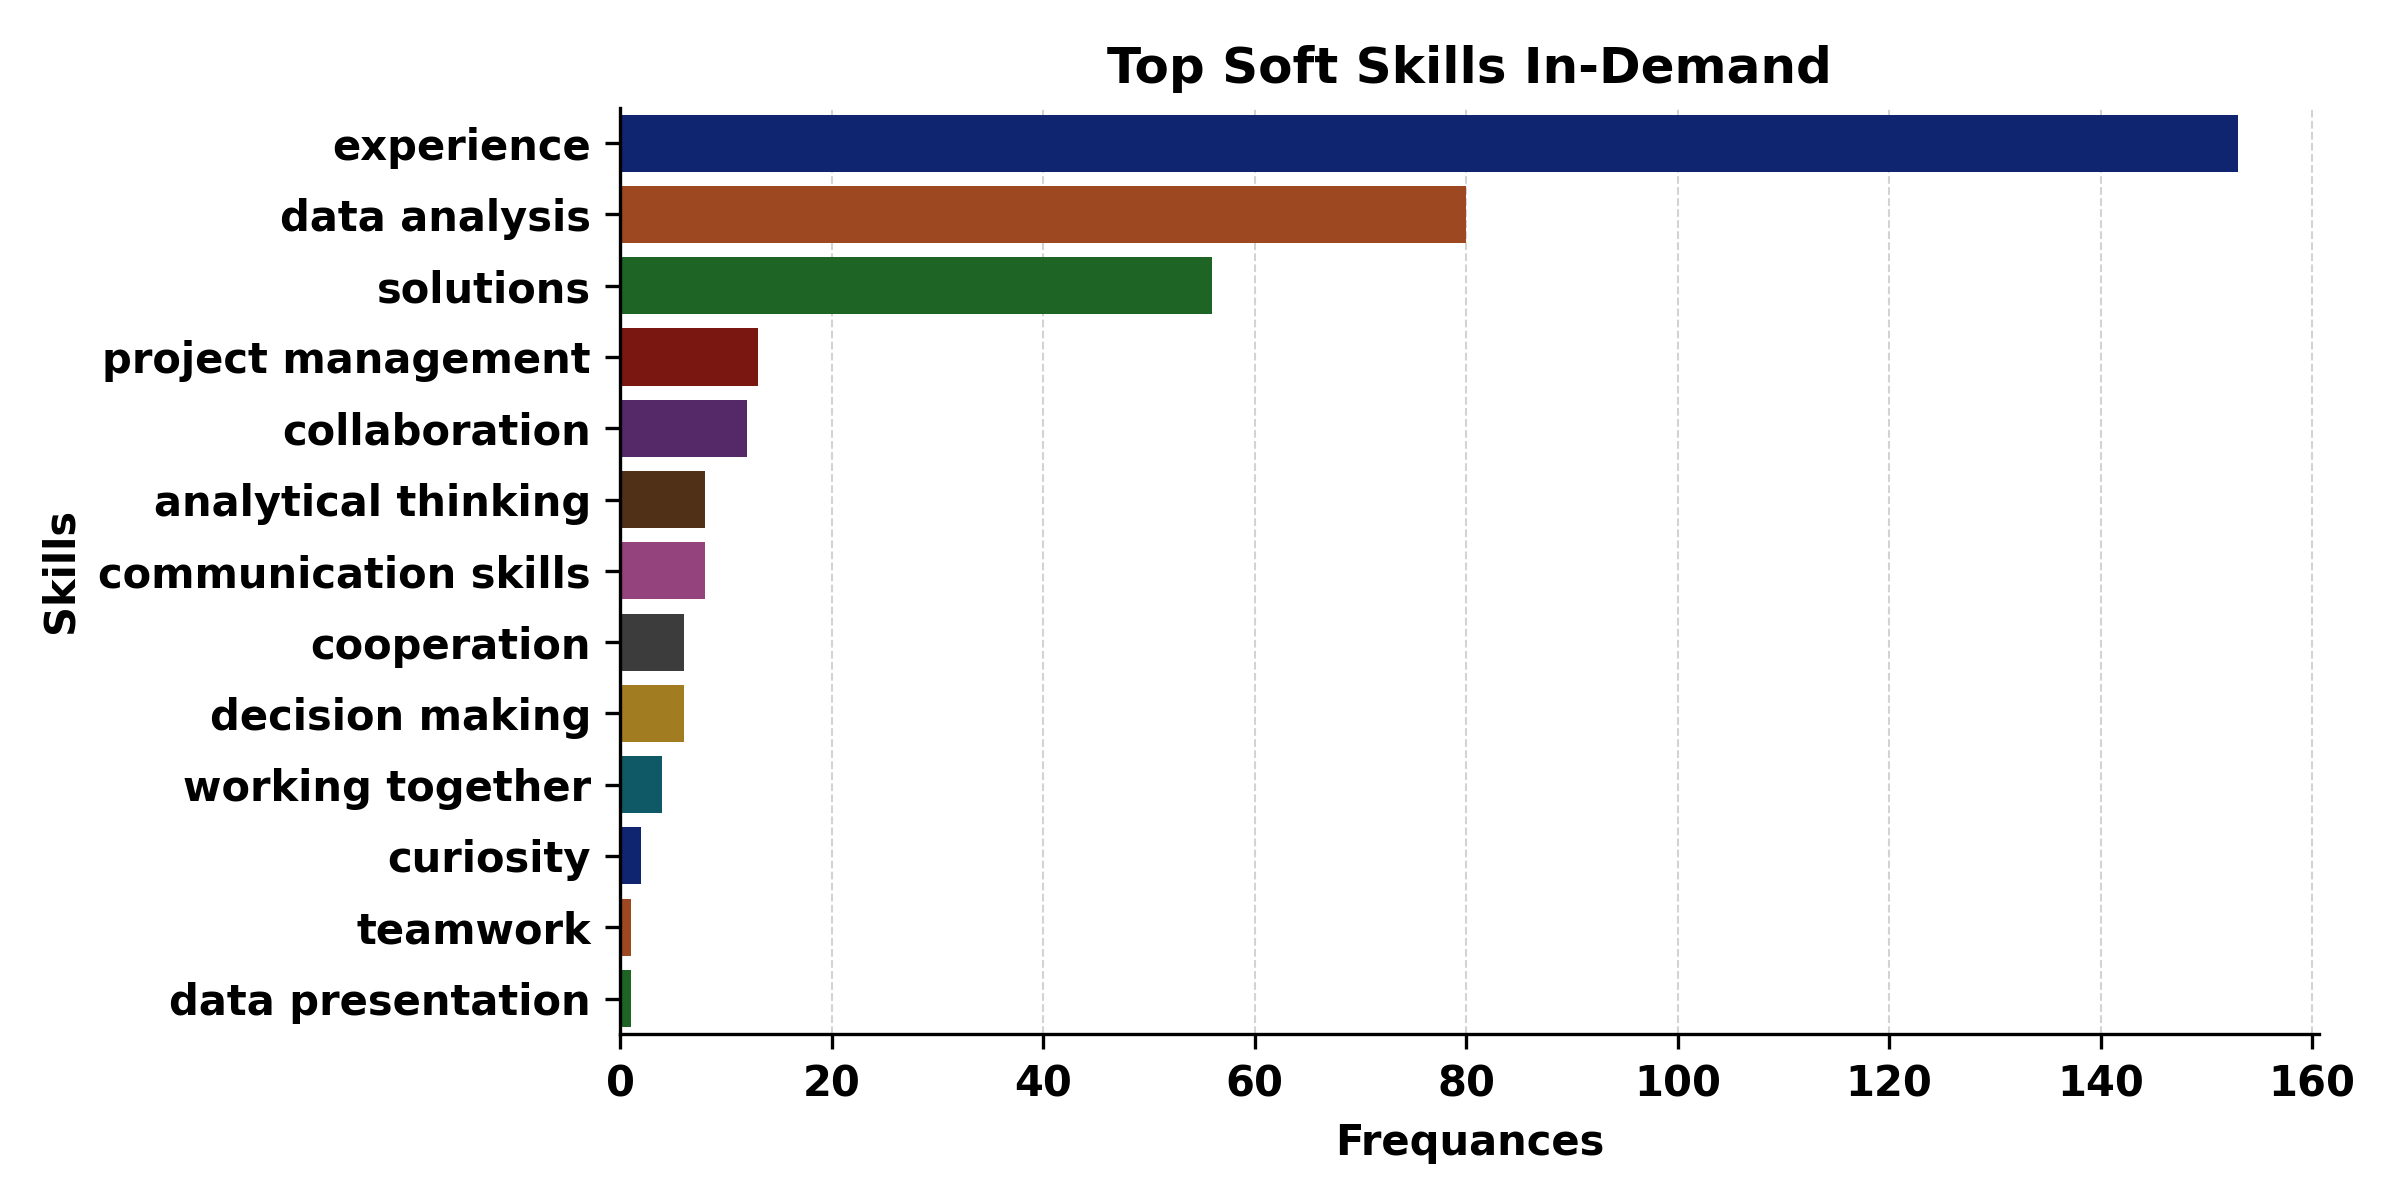 Top Soft Skills In-Demand
experience
data analysis
solutions
project management
collaboration
analytical thinking
communication skills
cooperation
decision making
working together
curiosity
teamwork
data presentation
Skills
0 20 40 60 80 100 120 140 160
Frequances